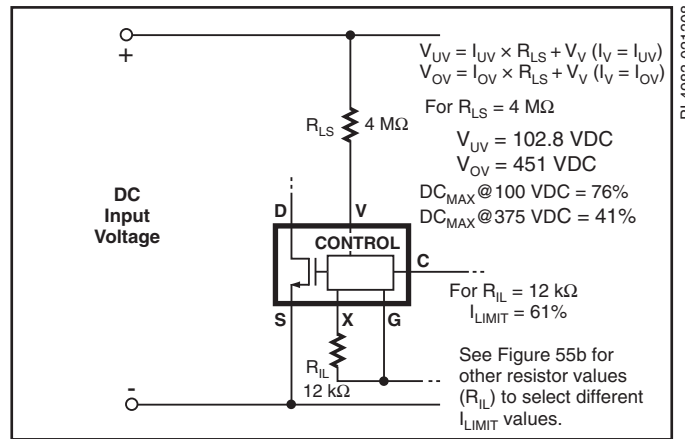 +
V_UV = I_UV × R_LS + V_V (I_V = I_UV)
V_OV = I_OV × R_LS + V_V (I_V = I_OV)
For R_LS = 4 MΩ
R_LS 4 MΩ
V_UV = 102.8 VDC
V_OV = 451 VDC
DC_MAX@100 VDC = 76%
DC_MAX@375 VDC = 41%
DC
Input
Voltage
D V
CONTROL
C
For R_IL = 12 kΩ
I_LIMIT = 61%
S X G
R_IL
12 kΩ
See Figure 55b for
other resistor values
(R_IL) to select different
I_LIMIT values.
-